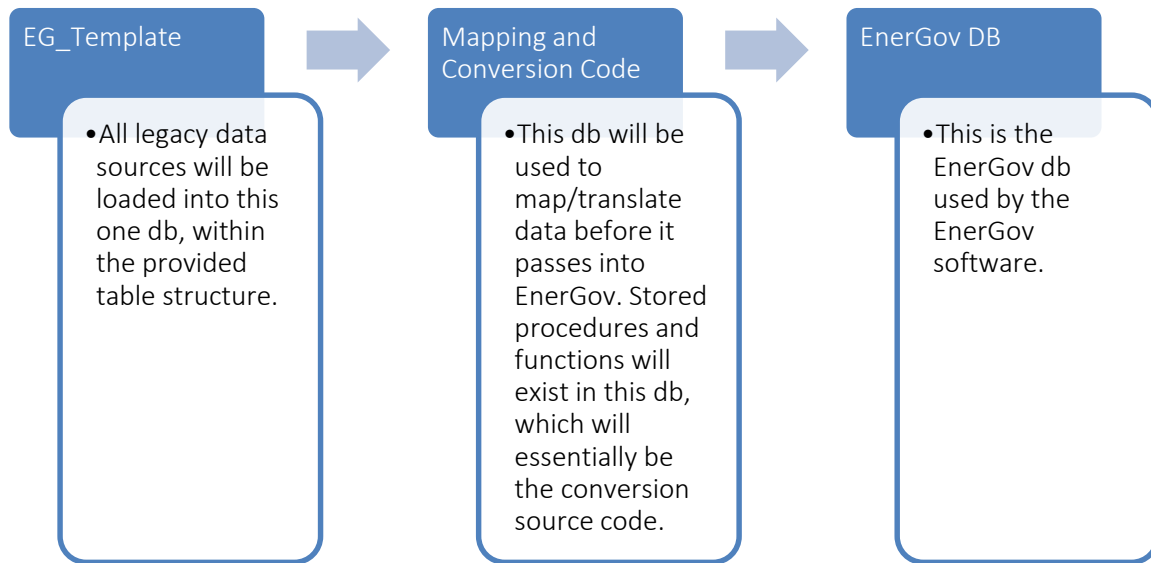 EG_Template
•All legacy data
sources will be
loaded into this
one db, within
the provided
table structure.
Mapping and
Conversion Code
•This db will be
used to
map/translate
data before it
passes into
EnerGov. Stored
procedures and
functions will
exist in this db,
which will
essentially be
the conversion
source code.
EnerGov DB
•This is the
EnerGov db
used by the
EnerGov
software.